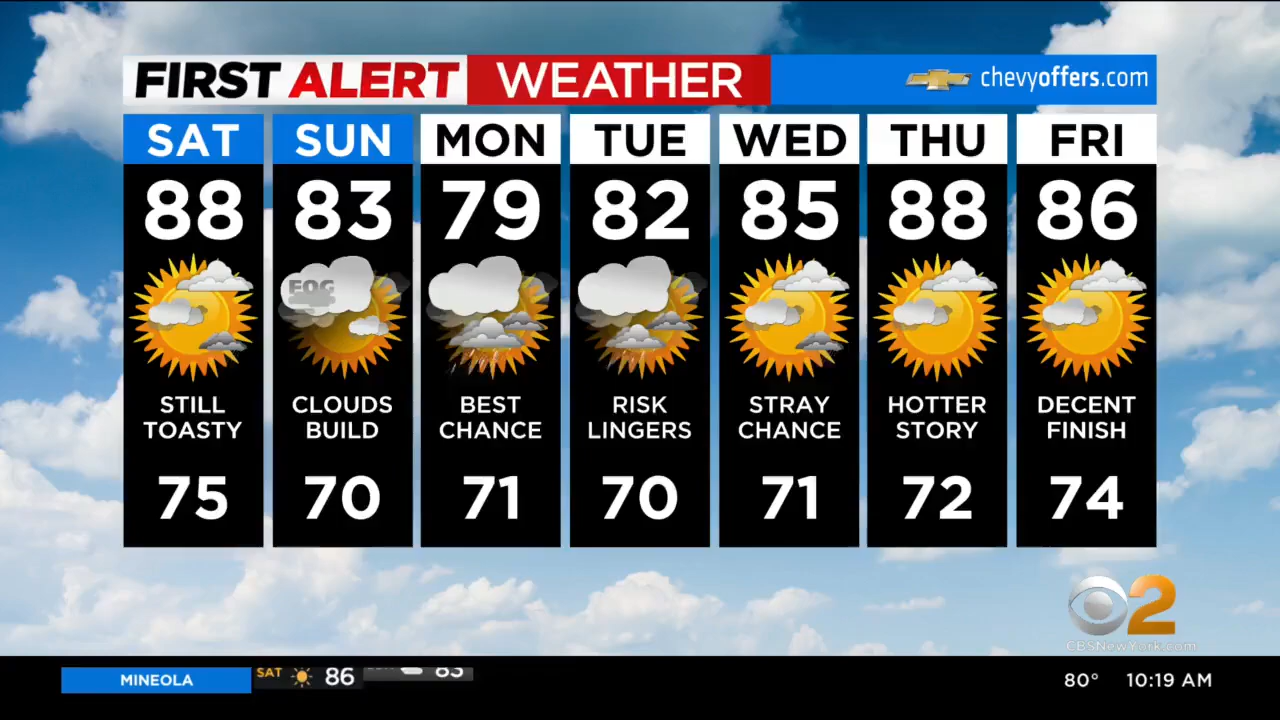 FIRST ALERT WEATHER
chevyoffers.com
SAT SUN MON TUE WED THU FRI
88 83 79 82 85 88 86
FOG
STILL CLOUDS BEST RISK STRAY HOTTER DECENT
TOASTY BUILD CHANCE LINGERS CHANCE STORY FINISH
75 70 71 70 71 72 74
2
CBSNewYork.com
MINEOLA SAT 86 83 80° 10:19 AM